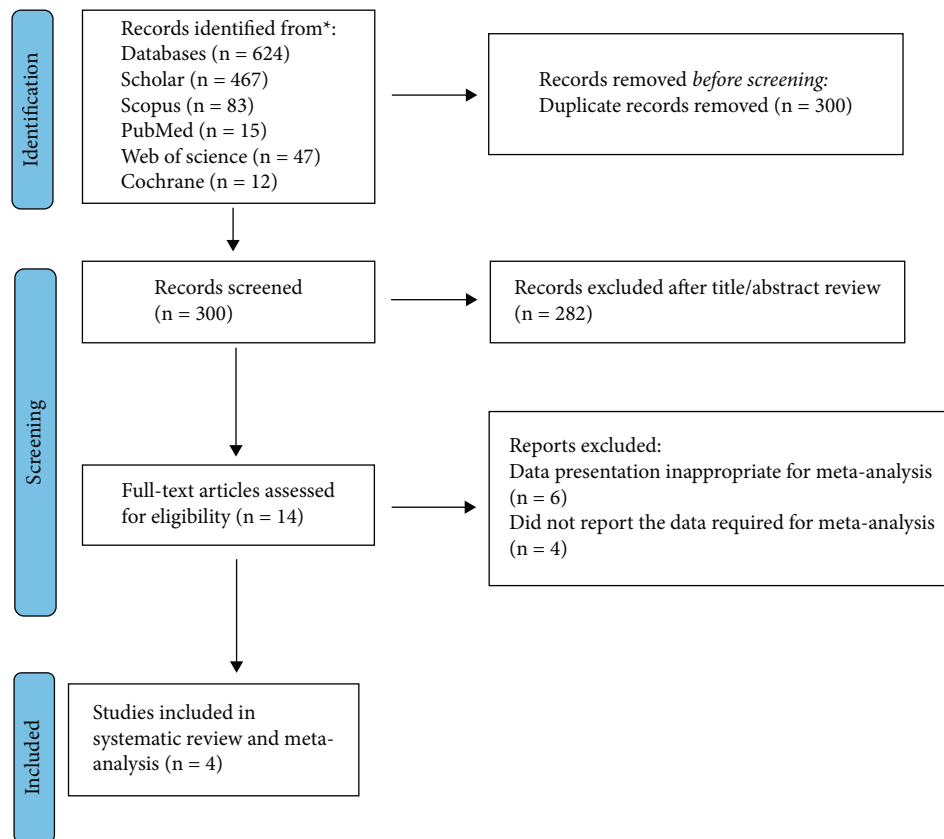 Identification
Records identified from*:
Databases (n = 624)
Scholar (n = 467)
Scopus (n = 83)
PubMed (n = 15)
Web of science (n = 47)
Cochrane (n = 12)
Records removed before screening:
Duplicate records removed (n = 300)
Screening
Records screened
(n = 300)
Records excluded after title/abstract review
(n = 282)
Full-text articles assessed
for eligibility (n = 14)
Reports excluded:
Data presentation inappropriate for meta-analysis
(n = 6)
Did not report the data required for meta-analysis
(n = 4)
Included
Studies included in
systematic review and meta-
analysis (n = 4)